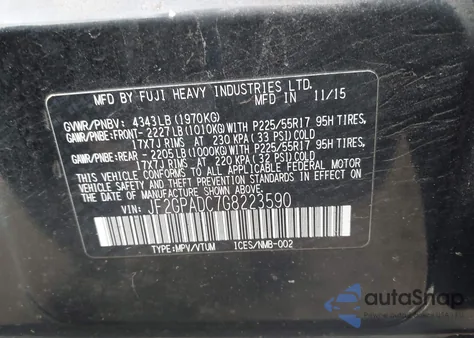 MFD BY FUJI HEAVY INDUSTRIES LTD.
MFD IN 11/15
GVWR/PNBV: 4343LB (1970KG)
GAWR/PNBE: FRONT- 2227LB (1010KG) WITH P225/55R17 95H TIRES,
17X7J RIMS AT 230 KPA (33 PSI) COLD
GAWR/PNBE: REAR - 2205LB (1000KG) WITH P225/55R17 95H TIRES,
17X7J RIMS AT 220 KPA (32 PSI) COLD
THIS VEHICLE CONFORMS TO ALL APPLICABLE FEDERAL MOTOR
VEHICLE SAFETY AND THEFT PREVENTION STANDARDS IN EFFECT ON
THE DATE OF MANUFACTURE SHOWN ABOVE
VIN: JF2GPADC7G8223590
TYPE:MPV/VTUM ICES/NMB-002
autoSnap